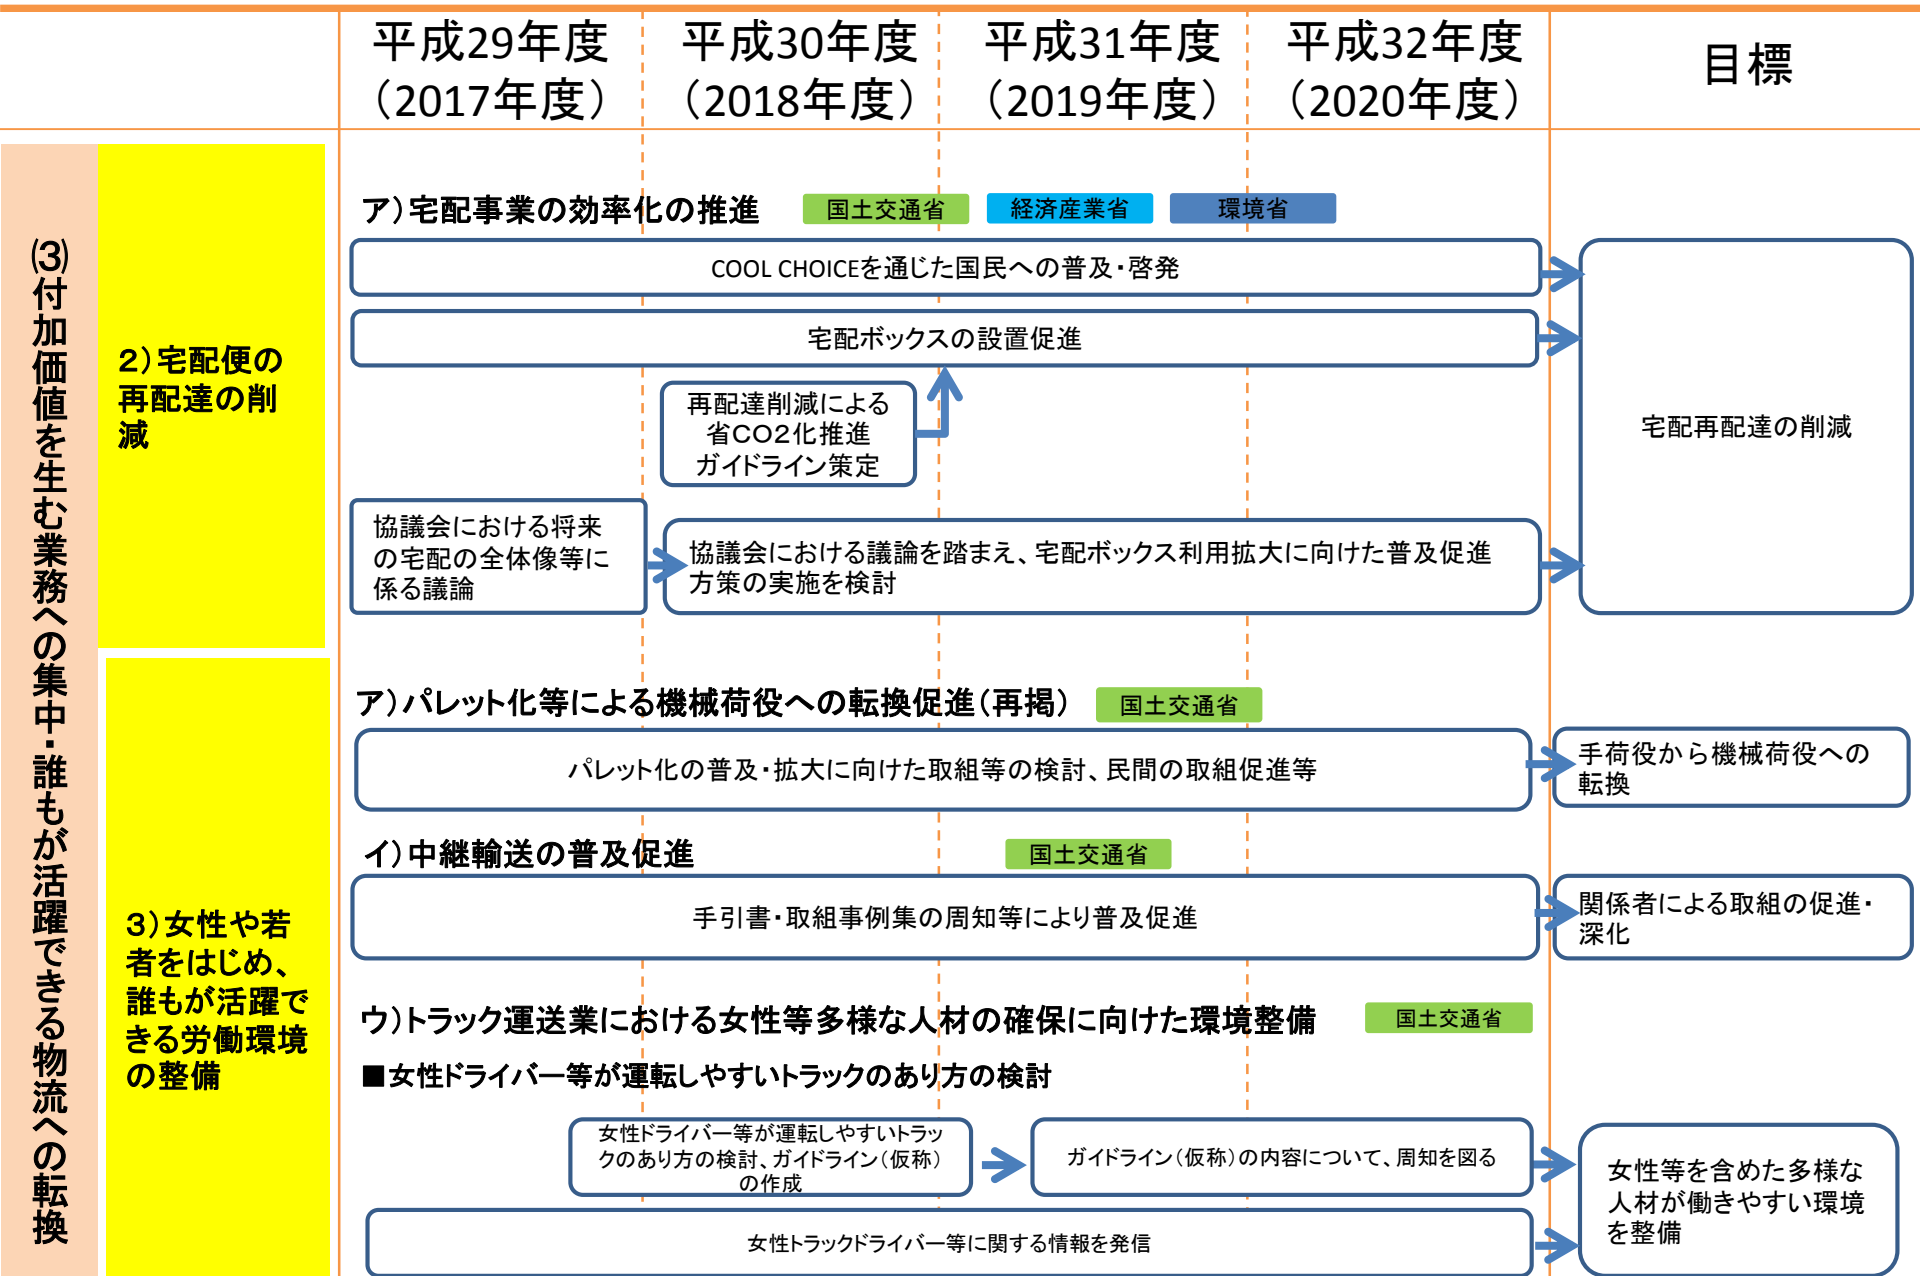 平成29年度
（2017年度）
平成30年度
（2018年度）
平成31年度
（2019年度）
平成32年度
（2020年度）
目標
(3)付加価値を生む業務への集中・誰もが活躍できる物流への転換
２）宅配便の
再配達の削
減
ア）宅配事業の効率化の推進
国土交通省
経済産業省
環境省
COOL CHOICEを通じた国民への普及・啓発
宅配ボックスの設置促進
再配達削減による
省CO２化推進
ガイドライン策定
協議会における将来
の宅配の全体像等に
係る議論
協議会における議論を踏まえ、宅配ボックス利用拡大に向けた普及促進
方策の実施を検討
宅配再配達の削減
３）女性や若
者をはじめ、
誰もが活躍で
きる労働環境
の整備
ア）パレット化等による機械荷役への転換促進（再掲）
国土交通省
パレット化の普及・拡大に向けた取組等の検討、民間の取組促進等
手荷役から機械荷役への
転換
イ）中継輸送の普及促進
国土交通省
手引書・取組事例集の周知等により普及促進
関係者による取組の促進・
深化
ウ）トラック運送業における女性等多様な人材の確保に向けた環境整備
国土交通省
■女性ドライバー等が運転しやすいトラックのあり方の検討
女性ドライバー等が運転しやすいトラッ
クのあり方の検討、ガイドライン（仮称）
の作成
ガイドライン（仮称）の内容について、周知を図る
女性トラックドライバー等に関する情報を発信
女性等を含めた多様な
人材が働きやすい環境
を整備